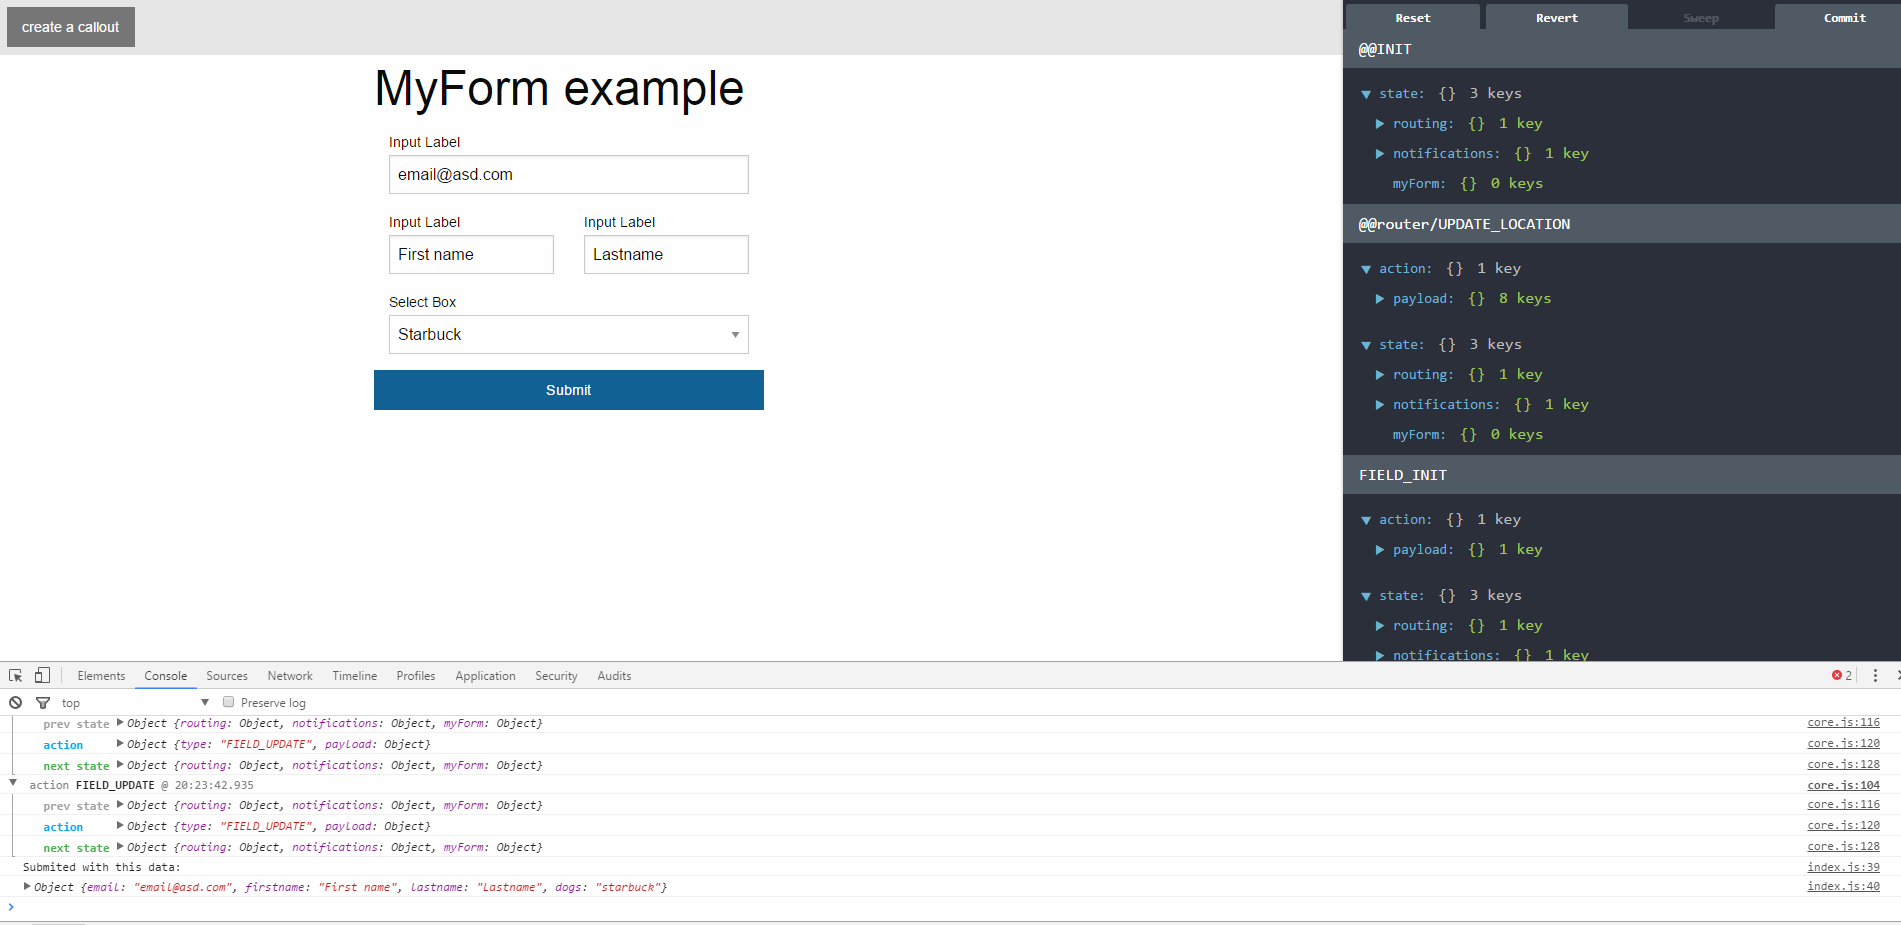 create a callout
MyForm example
Input Label
email@asd.com
Input Label Input Label
First name Lastname
Select Box
Starbuck
Submit
Reset Revert Sweep Commit
@@INIT
state: {} 3 keys
routing: {} 1 key
notifications: {} 1 key
myForm: {} 0 keys
@@router/UPDATE_LOCATION
action: {} 1 key
payload: {} 8 keys
state: {} 3 keys
routing: {} 1 key
notifications: {} 1 key
myForm: {} 0 keys
FIELD_INIT
action: {} 1 key
payload: {} 1 key
state: {} 3 keys
routing: {} 1 key
notifications: {} 1 key
Elements Console Sources Network Timeline Profiles Application Security Audits 2
top Preserve log
prev state Object {routing: Object, notifications: Object, myForm: Object} core.js:116
action Object {type: "FIELD_UPDATE", payload: Object} core.js:120
next state Object {routing: Object, notifications: Object, myForm: Object} core.js:128
action FIELD_UPDATE @ 20:23:42.935 core.js:104
prev state Object {routing: Object, notifications: Object, myForm: Object} core.js:116
action Object {type: "FIELD_UPDATE", payload: Object} core.js:120
next state Object {routing: Object, notifications: Object, myForm: Object} core.js:128
Submited with this data: index.js:39
Object {email: "email@asd.com", firstname: "First name", lastname: "Lastname", dogs: "starbuck"} index.js:40